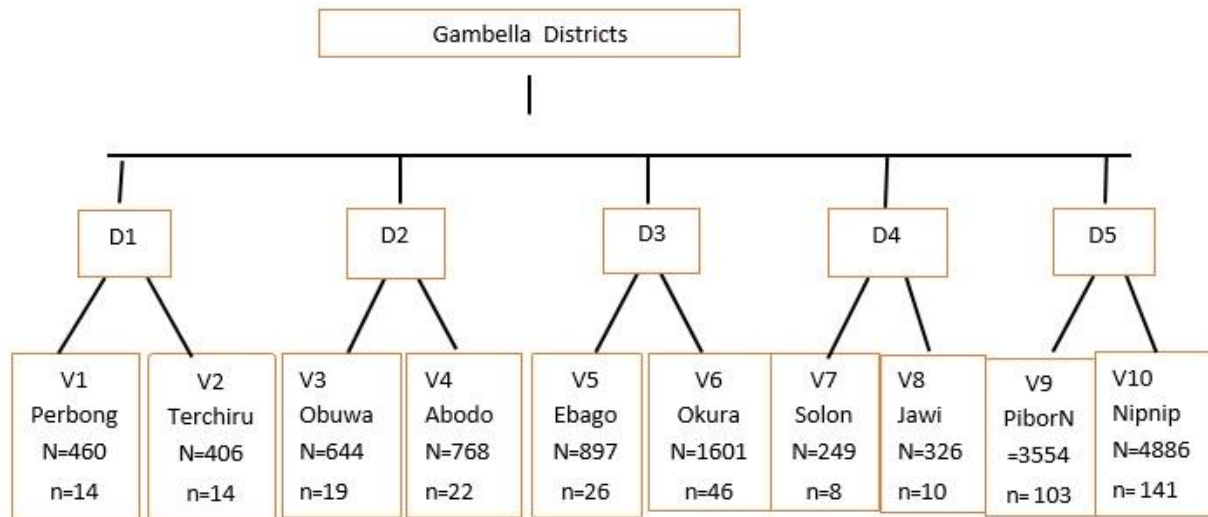 Gambella Districts
D1
D2
D3
D4
D5
V1
Perbong
N=460
n=14
V2
Terchiru
N=406
n=14
V3
Obuwa
N=644
n=19
V4
Abodo
N=768
n=22
V5
Ebago
N=897
n=26
V6
Okura
N=1601
n=46
V7
Solon
N=249
n=8
V8
Jawi
N=326
n=10
V9
PiborN
=3554
n= 103
V10
Nipnip
N=4886
n= 141